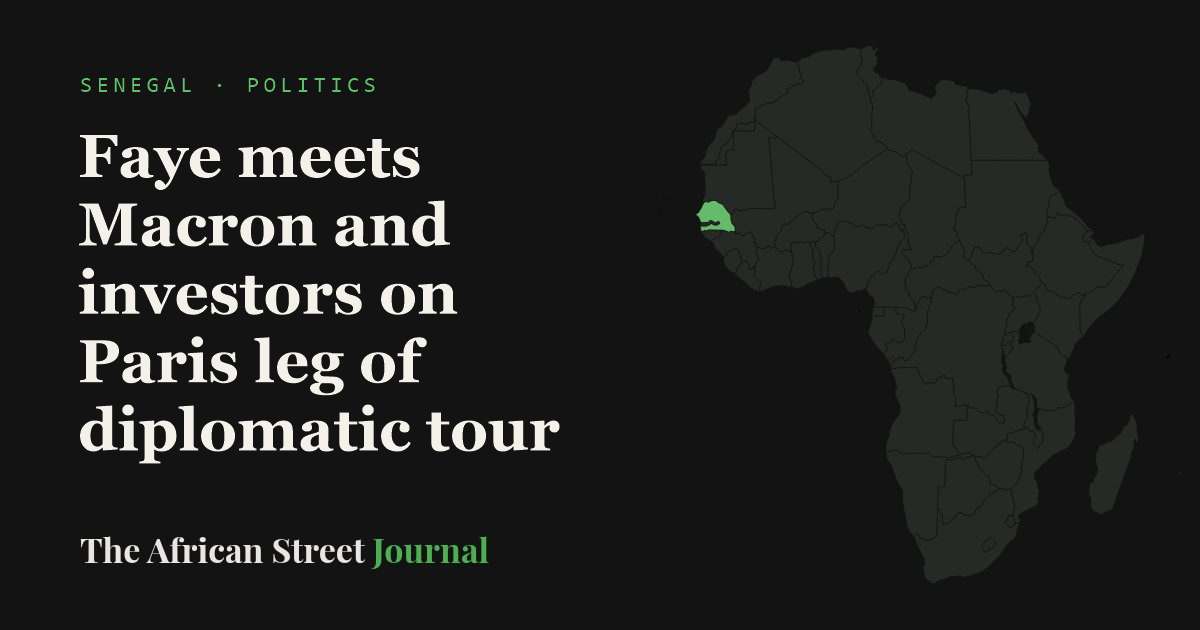 SENEGAL · POLITICS
Faye meets
Macron and
investors on
Paris leg of
diplomatic tour
The African Street Journal